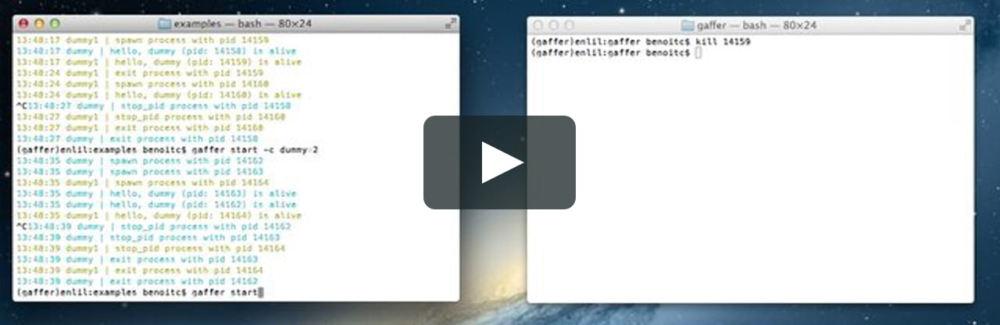 examples — bash — 80×24
13:48:17 dummy1 | spawn process with pid 14159
13:48:17 dummy | hello, dummy (pid: 14158) is alive
13:48:17 dummy1 | hello, dummy (pid: 14159) is alive
13:48:24 dummy1 | exit process with pid 14159
13:48:24 dummy1 | spawn process with pid 14160
13:48:24 dummy1 | hello, dummy (pid: 14160) is alive
^C13:48:27 dummy | stop_pid process with pid 14158
13:48:27 dummy1 | stop_pid process with pid 14160
13:48:27 dummy1 | exit process with pid 14160
13:48:27 dummy | exit process with pid 14158
(gaffer)enlil:examples benoitc$ gaffer start -c dummy=2
13:48:35 dummy | spawn process with pid 14162
13:48:35 dummy | spawn process with pid 14163
13:48:35 dummy1 | spawn process with pid 14164
13:48:35 dummy | hello, dummy (pid: 14163) is alive
13:48:35 dummy | hello, dummy (pid: 14162) is alive
13:48:35 dummy1 | hello, dummy (pid: 14164) is alive
^C13:48:39 dummy | stop_pid process with pid 14162
13:48:39 dummy | stop_pid process with pid 14163
13:48:39 dummy1 | stop_pid process with pid 14164
13:48:39 dummy | exit process with pid 14163
13:48:39 dummy1 | exit process with pid 14164
13:48:39 dummy | exit process with pid 14162
(gaffer)enlil:examples benoitc$ gaffer start
gaffer — bash — 80×24
(gaffer)enlil:gaffer benoitc$ kill 14159
(gaffer)enlil:gaffer benoitc$